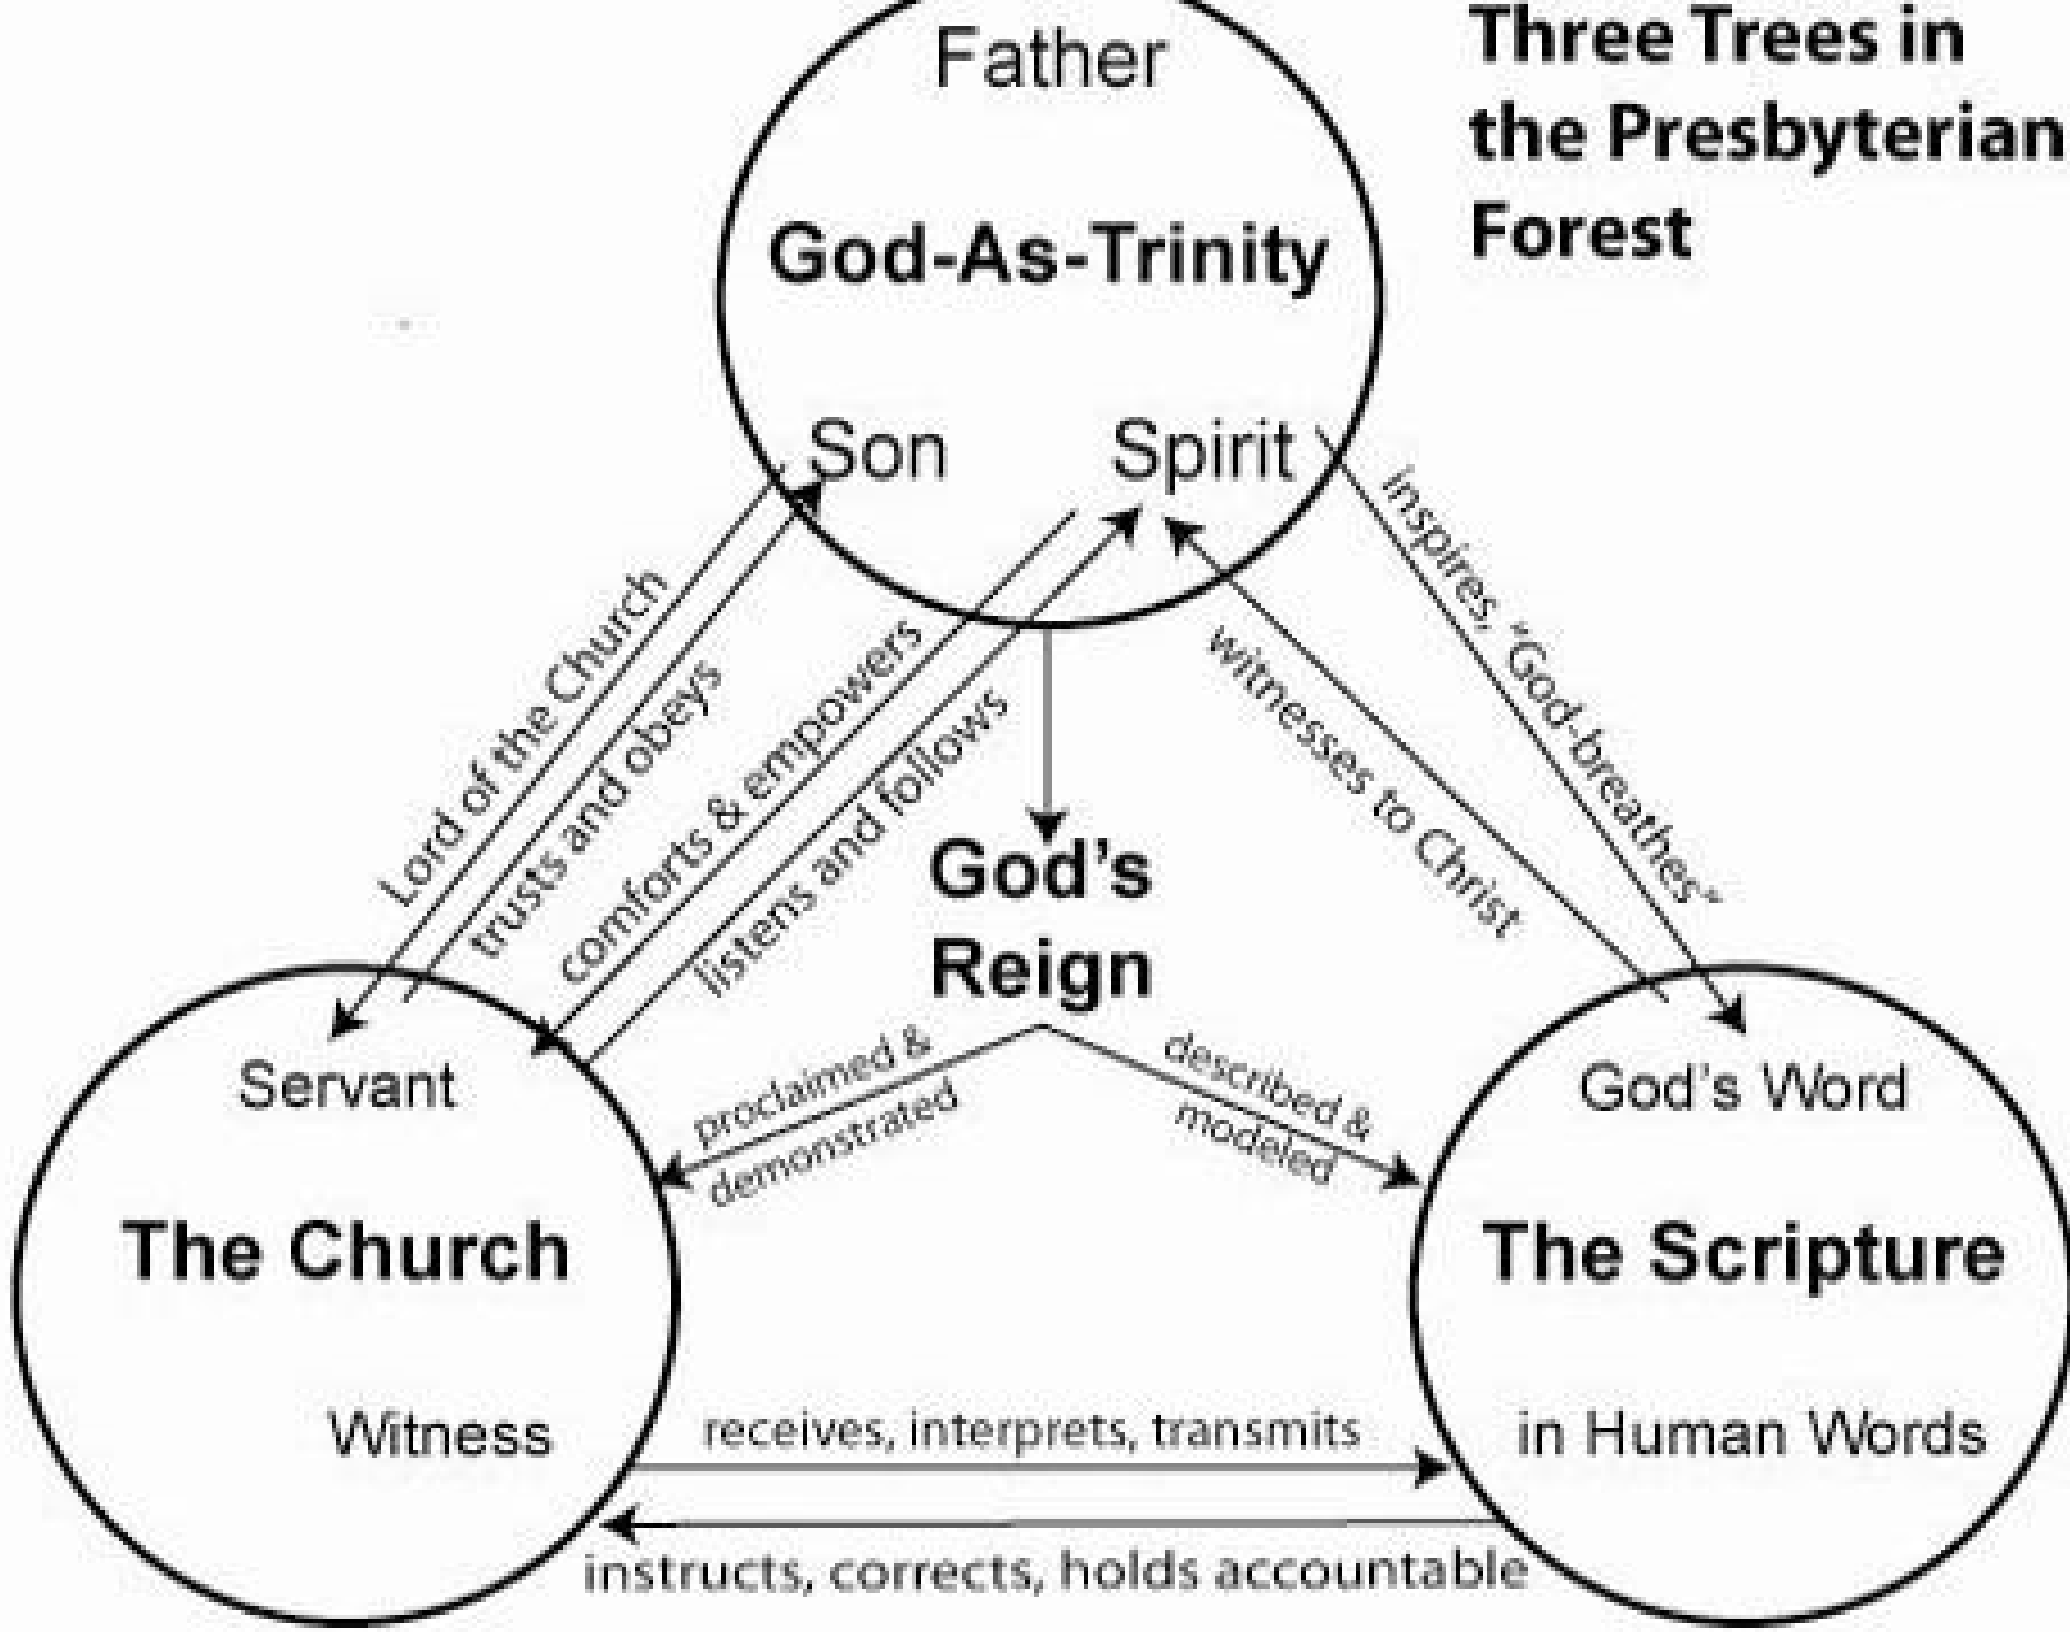 Three Trees in
the Presbyterian
Forest
Father
God-As-Trinity
Son
Spirit
Lord of the Church
trusts and obeys
comforts & empowers
listens and follows
witnesses to Christ
inspires, "God-breathes"
God's
Reign
proclaimed &
demonstrated
described &
modeled
Servant
The Church
Witness
God's Word
The Scripture
in Human Words
receives, interpretts, transmits
instructs, corrects, holds accountable